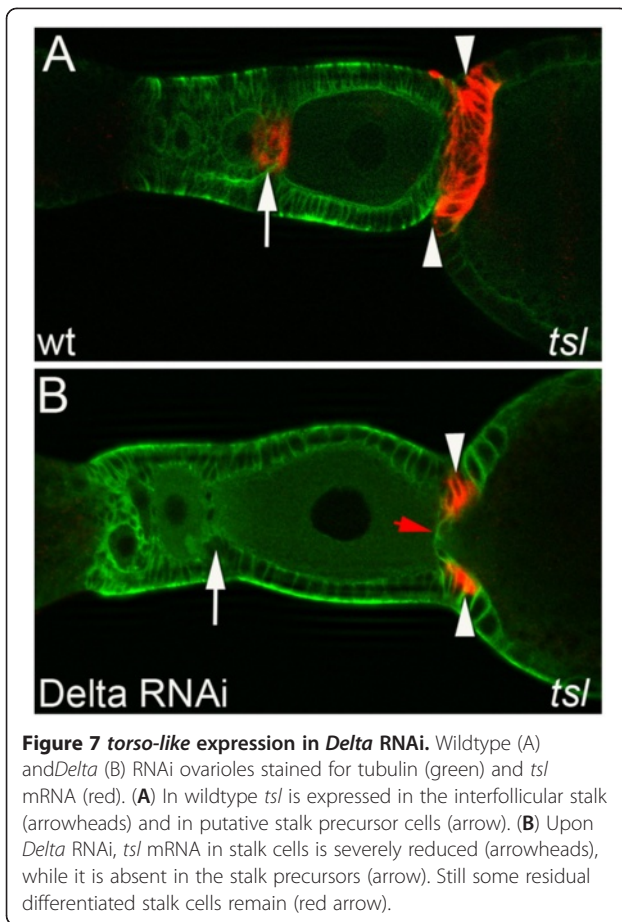 A
wt
tsl
B
Delta RNAi
tsl
Figure 7 torso-like expression in Delta RNAi. Wildtype (A)
andDelta (B) RNAi ovarioles stained for tubulin (green) and tsl
mRNA (red). (A) In wildtype tsl is expressed in the interfollicular stalk
(arrowheads) and in putative stalk precursor cells (arrow). (B) Upon
Delta RNAi, tsl mRNA in stalk cells is severely reduced (arrowheads),
while it is absent in the stalk precursors (arrow). Still some residual
differentiated stalk cells remain (red arrow).